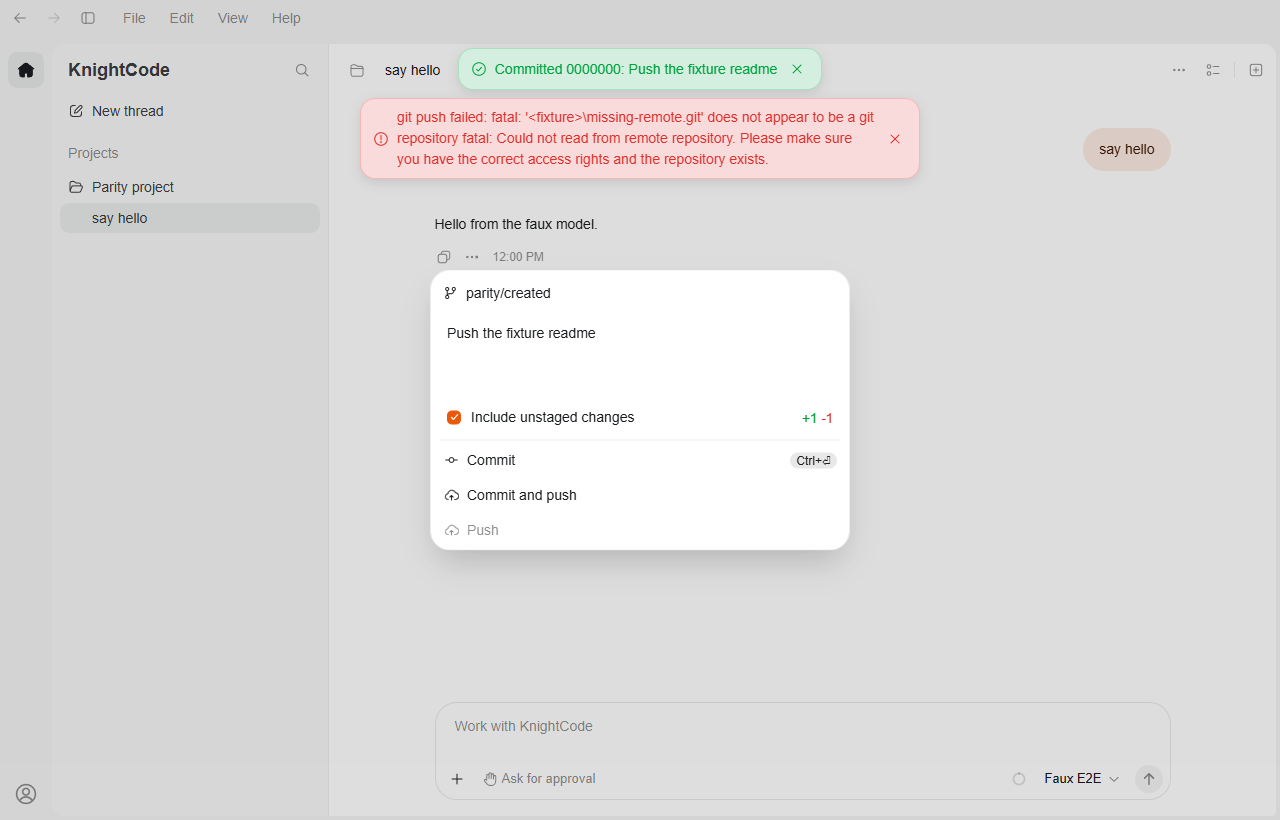 File Edit View Help
KnightCode
New thread
Projects
Parity project
say hello
say hello
Committed 0000000: Push the fixture readme
git push failed: fatal: '<fixture>\missing-remote.git' does not appear to be a git
repository fatal: Could not read from remote repository. Please make sure
you have the correct access rights and the repository exists.
say hello
Hello from the faux model.
12:00 PM
parity/created
Push the fixture readme
Include unstaged changes +1 -1
Commit Ctrl+⏎
Commit and push
Push
Work with KnightCode
Ask for approval Faux E2E